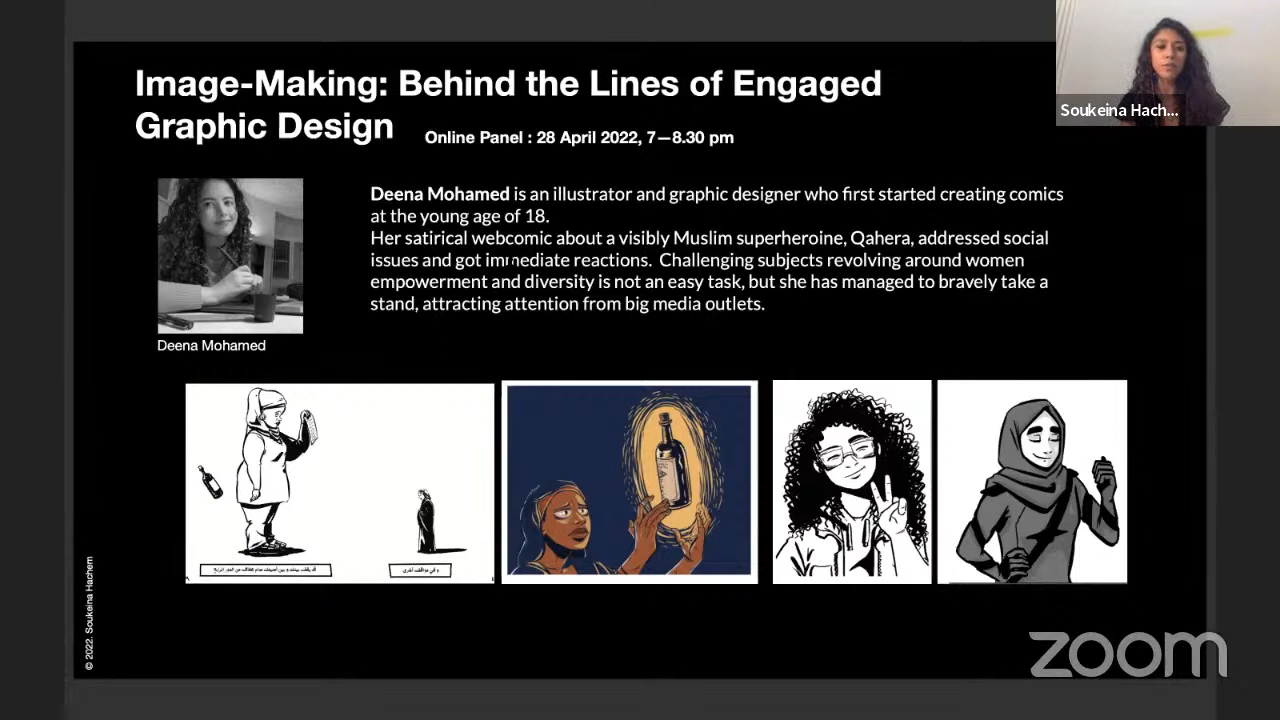 Image-Making: Behind the Lines of Engaged
Graphic Design
Online Panel : 28 April 2022, 7—8.30 pm
Soukeina Hach...
Deena Mohamed is an illustrator and graphic designer who first started creating comics
at the young age of 18.
Her satirical webcomic about a visibly Muslim superheroine, Qahera, addressed social
issues and got immediate reactions. Challenging subjects revolving around women
empowerment and diversity is not an easy task, but she has managed to bravely take a
stand, attracting attention from big media outlets.
Deena Mohamed
و في مواقف أخرى
© 2022. Soukeina Hachem
zoom